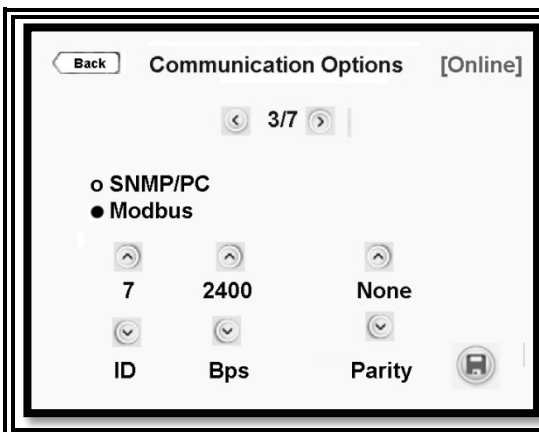 Back Communication Options [Online]
3/7
o SNMP/PC
● Modbus
7 2400 None
ID Bps Parity